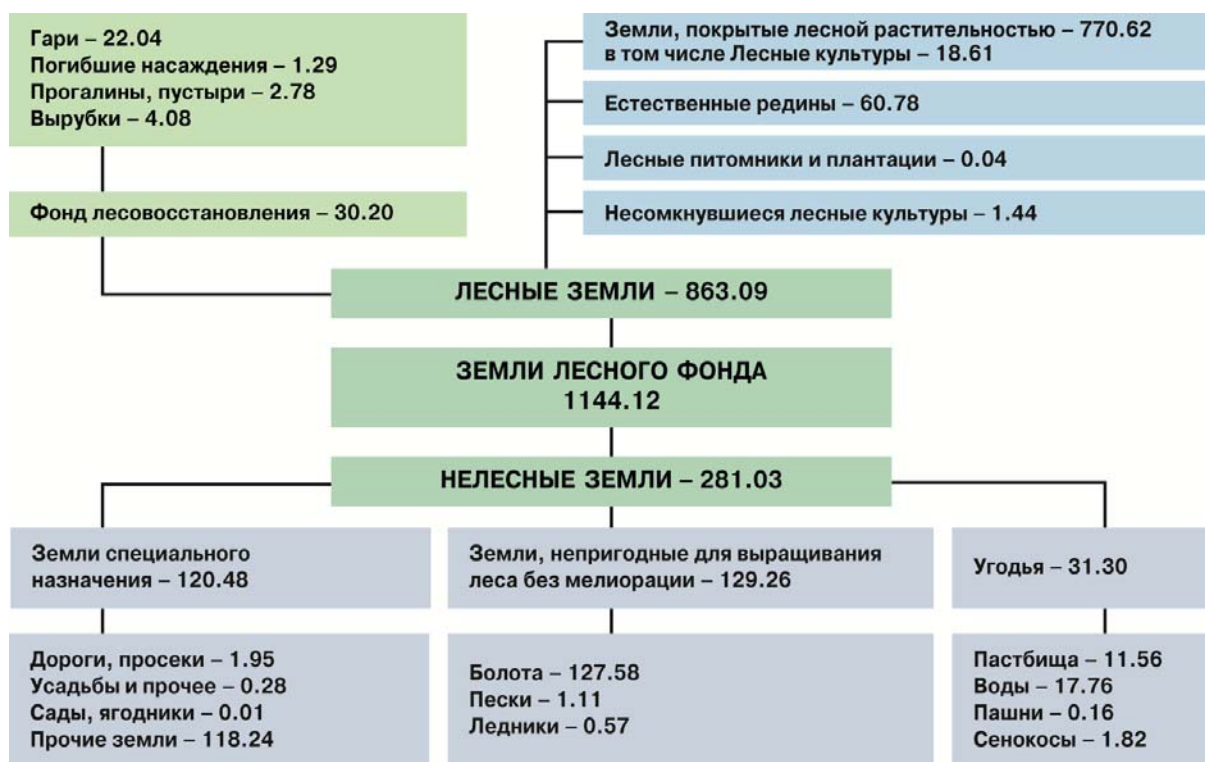 Гари – 22.04
Погибшие насаждения – 1.29
Прогалины, пустыри – 2.78
Вырубки – 4.08
Фонд лесовосстановления – 30.20
Земли, покрытые лесной растительностью – 770.62
в том числе Лесные культуры – 18.61
Естественные редины – 60.78
Лесные питомники и плантации – 0.04
Несомкнувшиеся лесные культуры – 1.44
ЛЕСНЫЕ ЗЕМЛИ – 863.09
ЗЕМЛИ ЛЕСНОГО ФОНДА
1144.12
НЕЛЕСНЫЕ ЗЕМЛИ – 281.03
Земли специального
назначения – 120.48
Земли, непригодные для выращивания
леса без мелиорации – 129.26
Угодья – 31.30
Дороги, просеки – 1.95
Усадьбы и прочее – 0.28
Сады, ягодники – 0.01
Прочие земли – 118.24
Болота – 127.58
Пески – 1.11
Ледники – 0.57
Пастбища – 11.56
Воды – 17.76
Пашни – 0.16
Сенокосы – 1.82